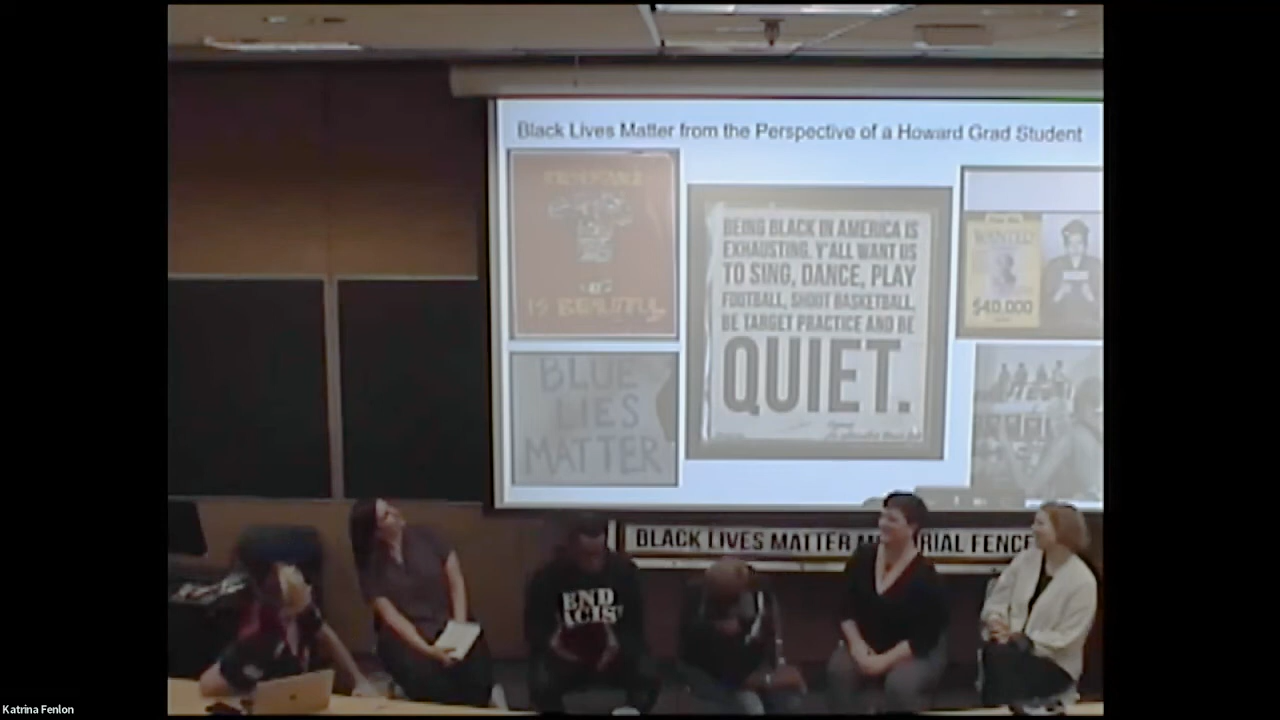 Black Lives Matter from the Perspective of a Howard Grad Student
IS BEAUTIFUL
BLUE
LIES
MATTER
BEING BLACK IN AMERICA IS
EXHAUSTING. Y'ALL WANT US
TO SING, DANCE, PLAY
FOOTBALL, SHOOT BASKETBALL,
BE TARGET PRACTICE AND BE
QUIET.
WANTED
$40,000
BLACK LIVES MATTER RIAL FENCE
END
ACIS
Katrina Fenlon